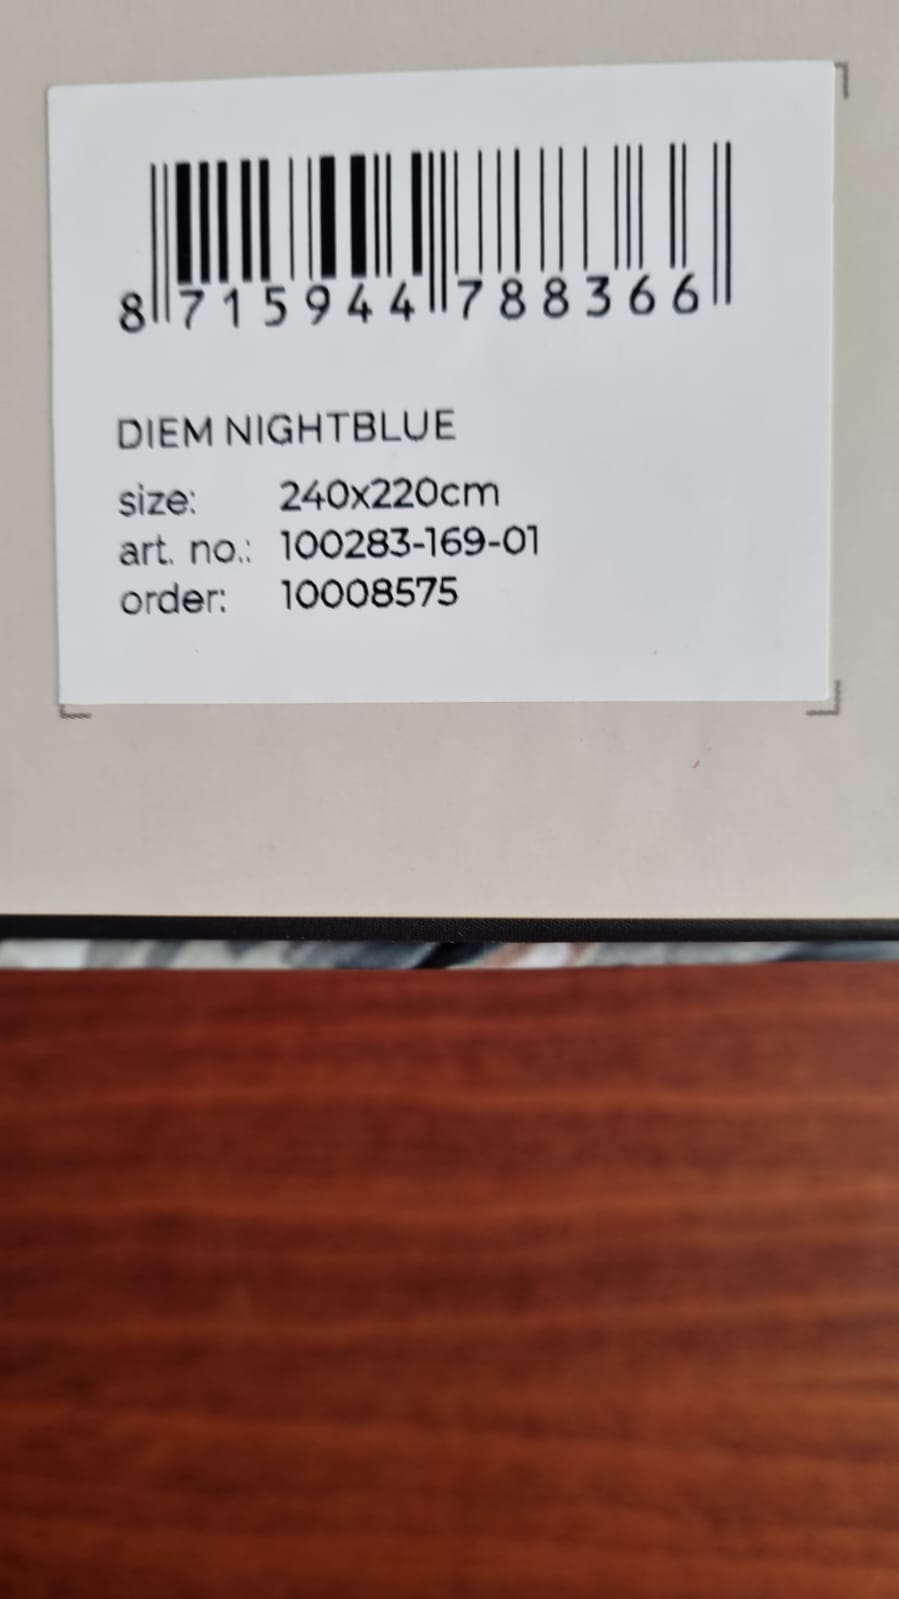 8 715944 788366
DIEM NIGHTBLUE
size: 240x220cm
art. no.: 100283-169-01
order: 10008575